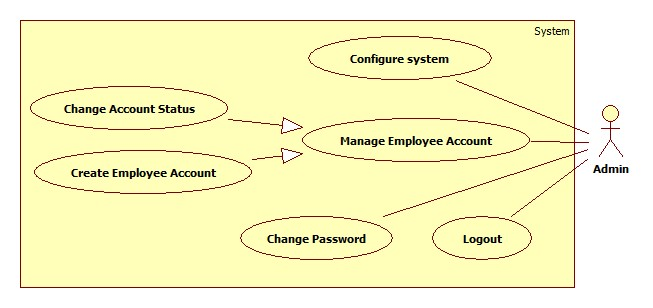 System
Configure system
Change Account Status
Manage Employee Account
Create Employee Account
Admin
Change Password
Logout